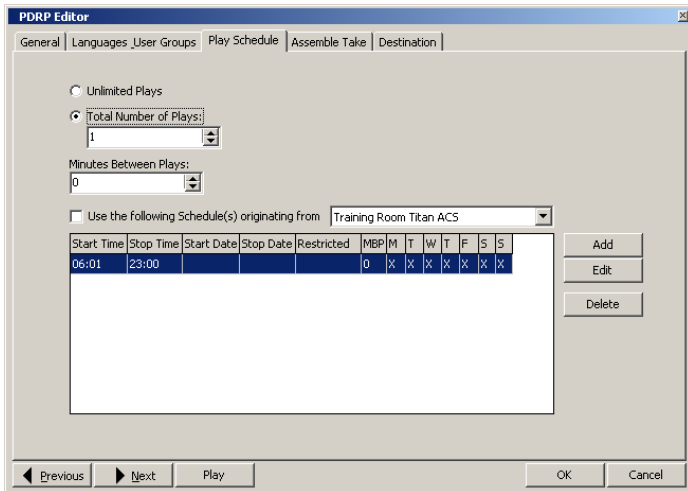 PDRP Editor
General Languages _User Groups Play Schedule Assemble Take Destination
Unlimited Plays
Total Number of Plays:
1
Minutes Between Plays:
0
Use the following Schedule(s) originating from Training Room Titan ACS
Start Time Stop Time Start Date Stop Date Restricted MBP M T W T F S S
06:01 23:00 0 X X X X X X X
Add
Edit
Delete
Previous Next Play OK Cancel